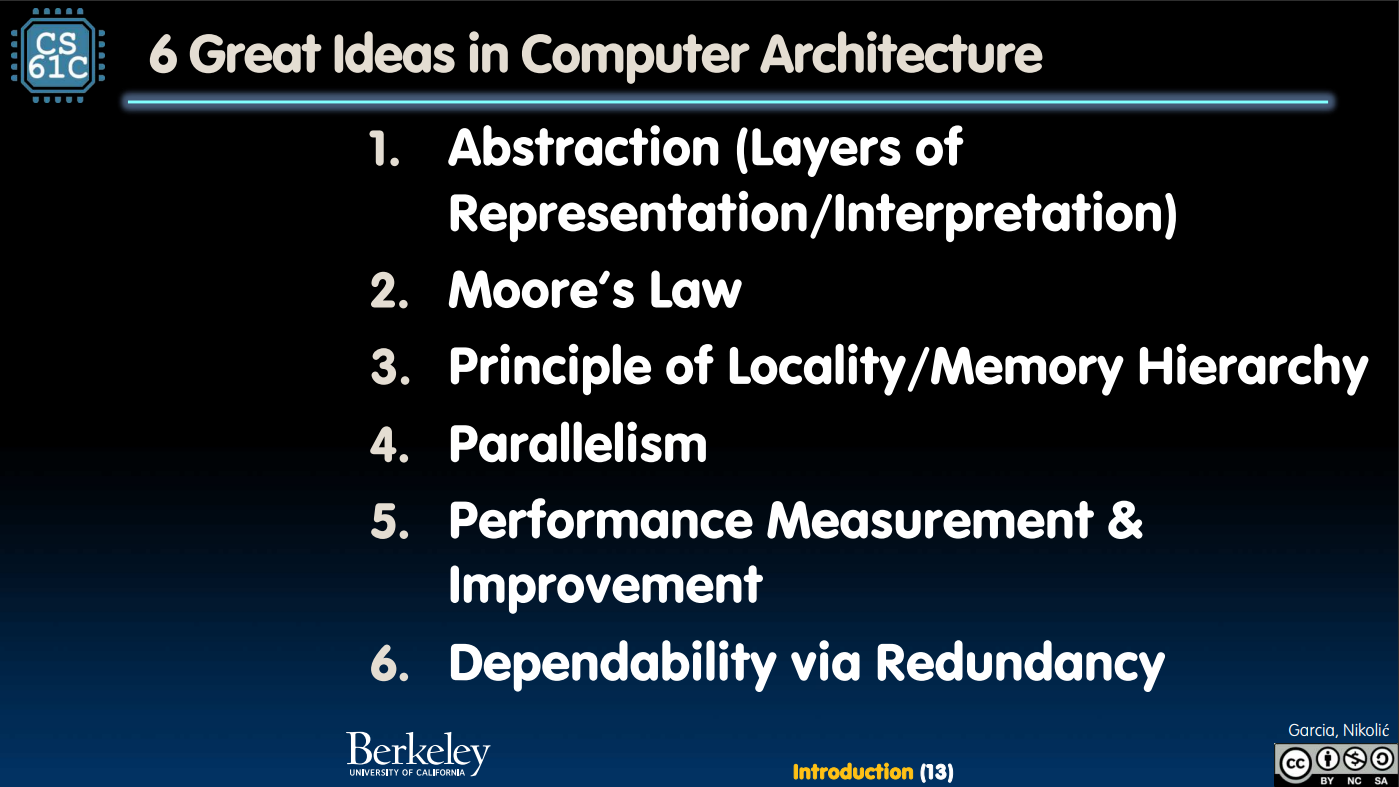 CS
61C
6 Great Ideas in Computer Architecture
1. Abstraction (Layers of
Representation/Interpretation)
2. Moore’s Law
3. Principle of Locality/Memory Hierarchy
4. Parallelism
5. Performance Measurement &
Improvement
6. Dependability via Redundancy
Berkeley
UNIVERSITY OF CALIFORNIA
Introduction (13)
Garcia, Nikolić
cc
BY NC SA